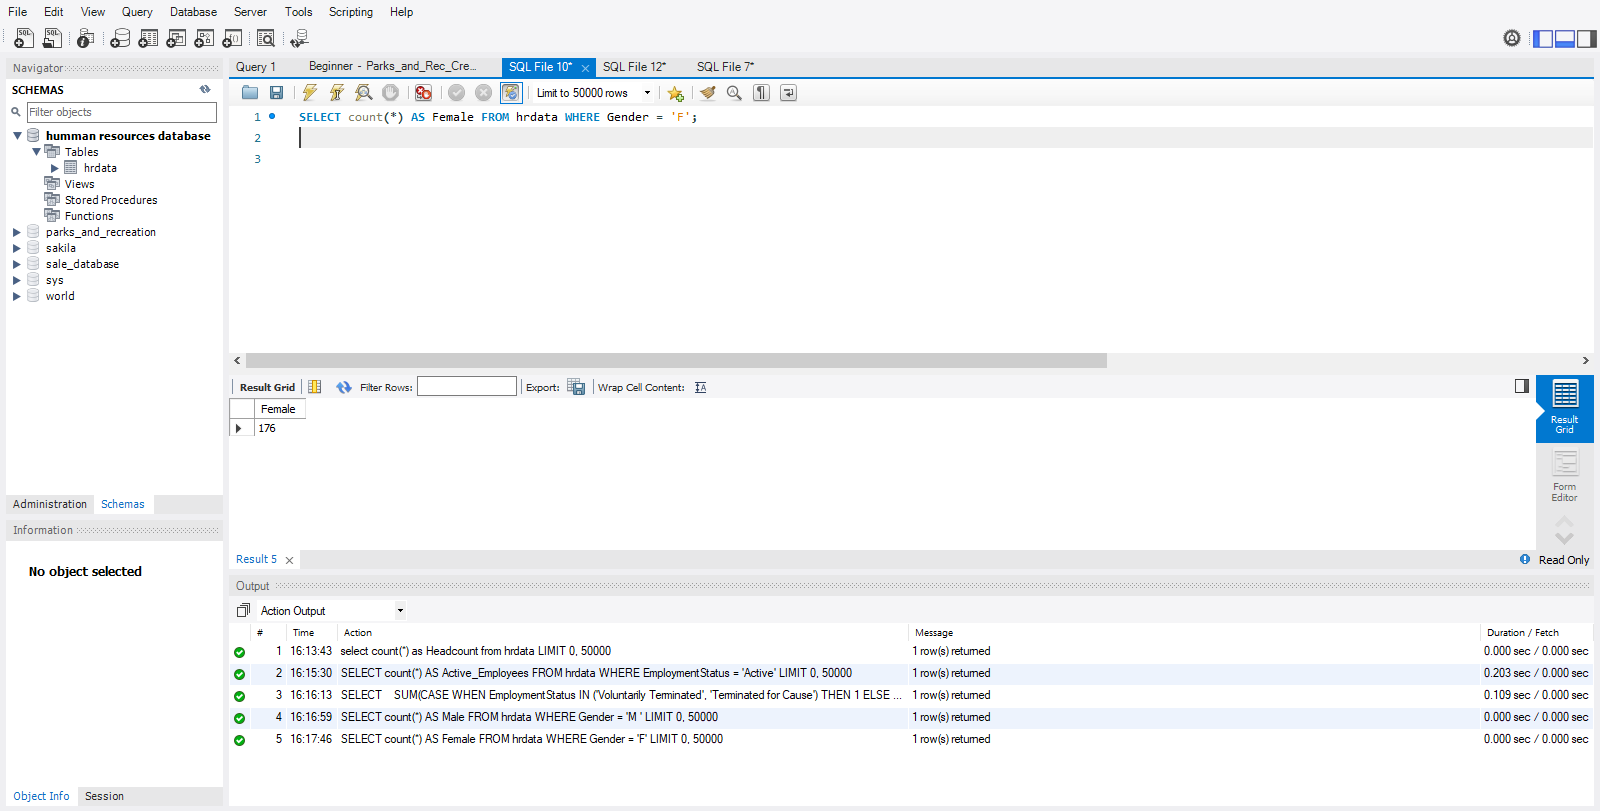 File Edit View Query Database Server Tools Scripting Help
Navigator
SCHEMAS
Filter objects
humman resources database
Tables
hrdata
Views
Stored Procedures
Functions
parks_and_recreation
sakila
sale_database
sys
world
Administration Schemas
Information
No object selected
Object Info Session
Query 1 Beginner - Parks_and_Rec_Cre... SQL File 10* SQL File 12* SQL File 7*
Limit to 50000 rows
1 SELECT count(*) AS Female FROM hrdata WHERE Gender = 'F';
2
3
Result Grid Filter Rows: Export: Wrap Cell Content:
Female
176
Result Grid
Form Editor
Result 5 Read Only
Output
Action Output
# Time Action Message Duration / Fetch
1 16:13:43 select count(*) as Headcount from hrdata LIMIT 0, 50000 1 row(s) returned 0.000 sec / 0.000 sec
2 16:15:30 SELECT count(*) AS Active_Employees FROM hrdata WHERE EmploymentStatus = 'Active' LIMIT 0, 50000 1 row(s) returned 0.203 sec / 0.000 sec
3 16:16:13 SELECT SUM(CASE WHEN EmploymentStatus IN ('Voluntarily Terminated', 'Terminated for Cause') THEN 1 ELSE ... 1 row(s) returned 0.109 sec / 0.000 sec
4 16:16:59 SELECT count(*) AS Male FROM hrdata WHERE Gender = 'M ' LIMIT 0, 50000 1 row(s) returned 0.000 sec / 0.000 sec
5 16:17:46 SELECT count(*) AS Female FROM hrdata WHERE Gender = 'F' LIMIT 0, 50000 1 row(s) returned 0.000 sec / 0.000 sec